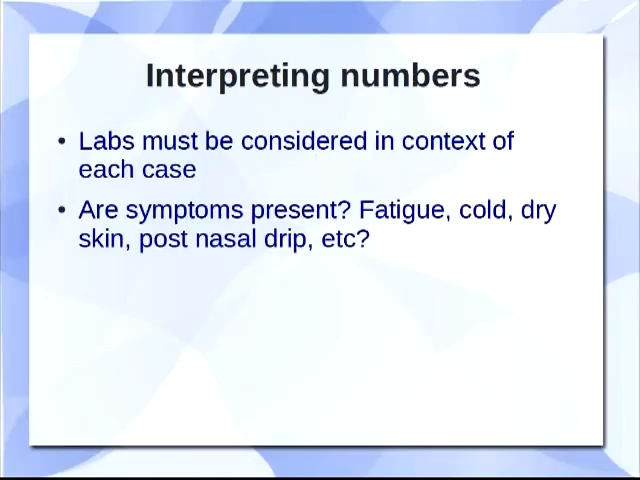 Interpreting numbers
• Labs must be considered in context of
each case
• Are symptoms present? Fatigue, cold, dry
skin, post nasal drip, etc?